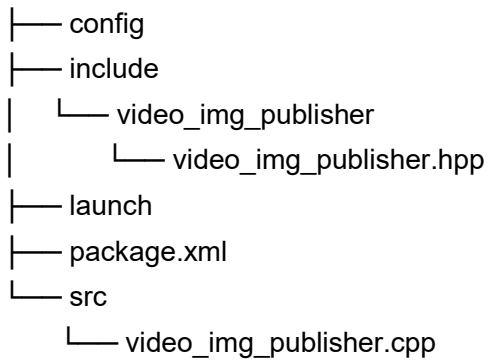 ├── config
├── include
│   └── video_img_publisher
│       └── video_img_publisher.hpp
├── launch
├── package.xml
└── src
    └── video_img_publisher.cpp